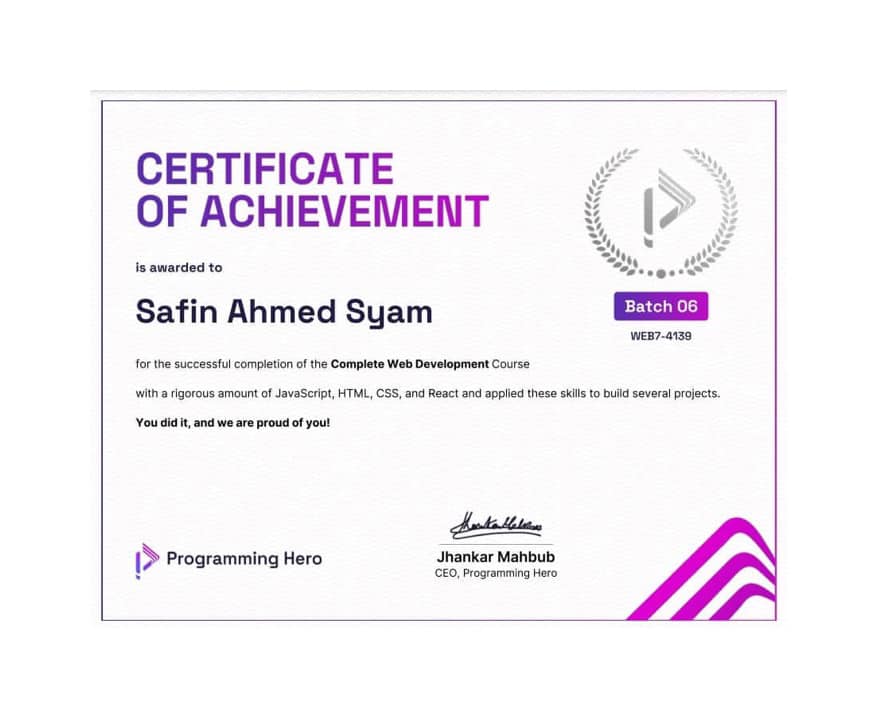 CERTIFICATE
OF ACHIEVEMENT
is awarded to
Safin Ahmed Syam
Batch 06
WEB7-4139
for the successful completion of the Complete Web Development Course
with a rigorous amount of JavaScript, HTML, CSS, and React and applied these skills to build several projects.
You did it, and we are proud of you!
Programming Hero
Jhankar Mahbub
CEO, Programming Hero